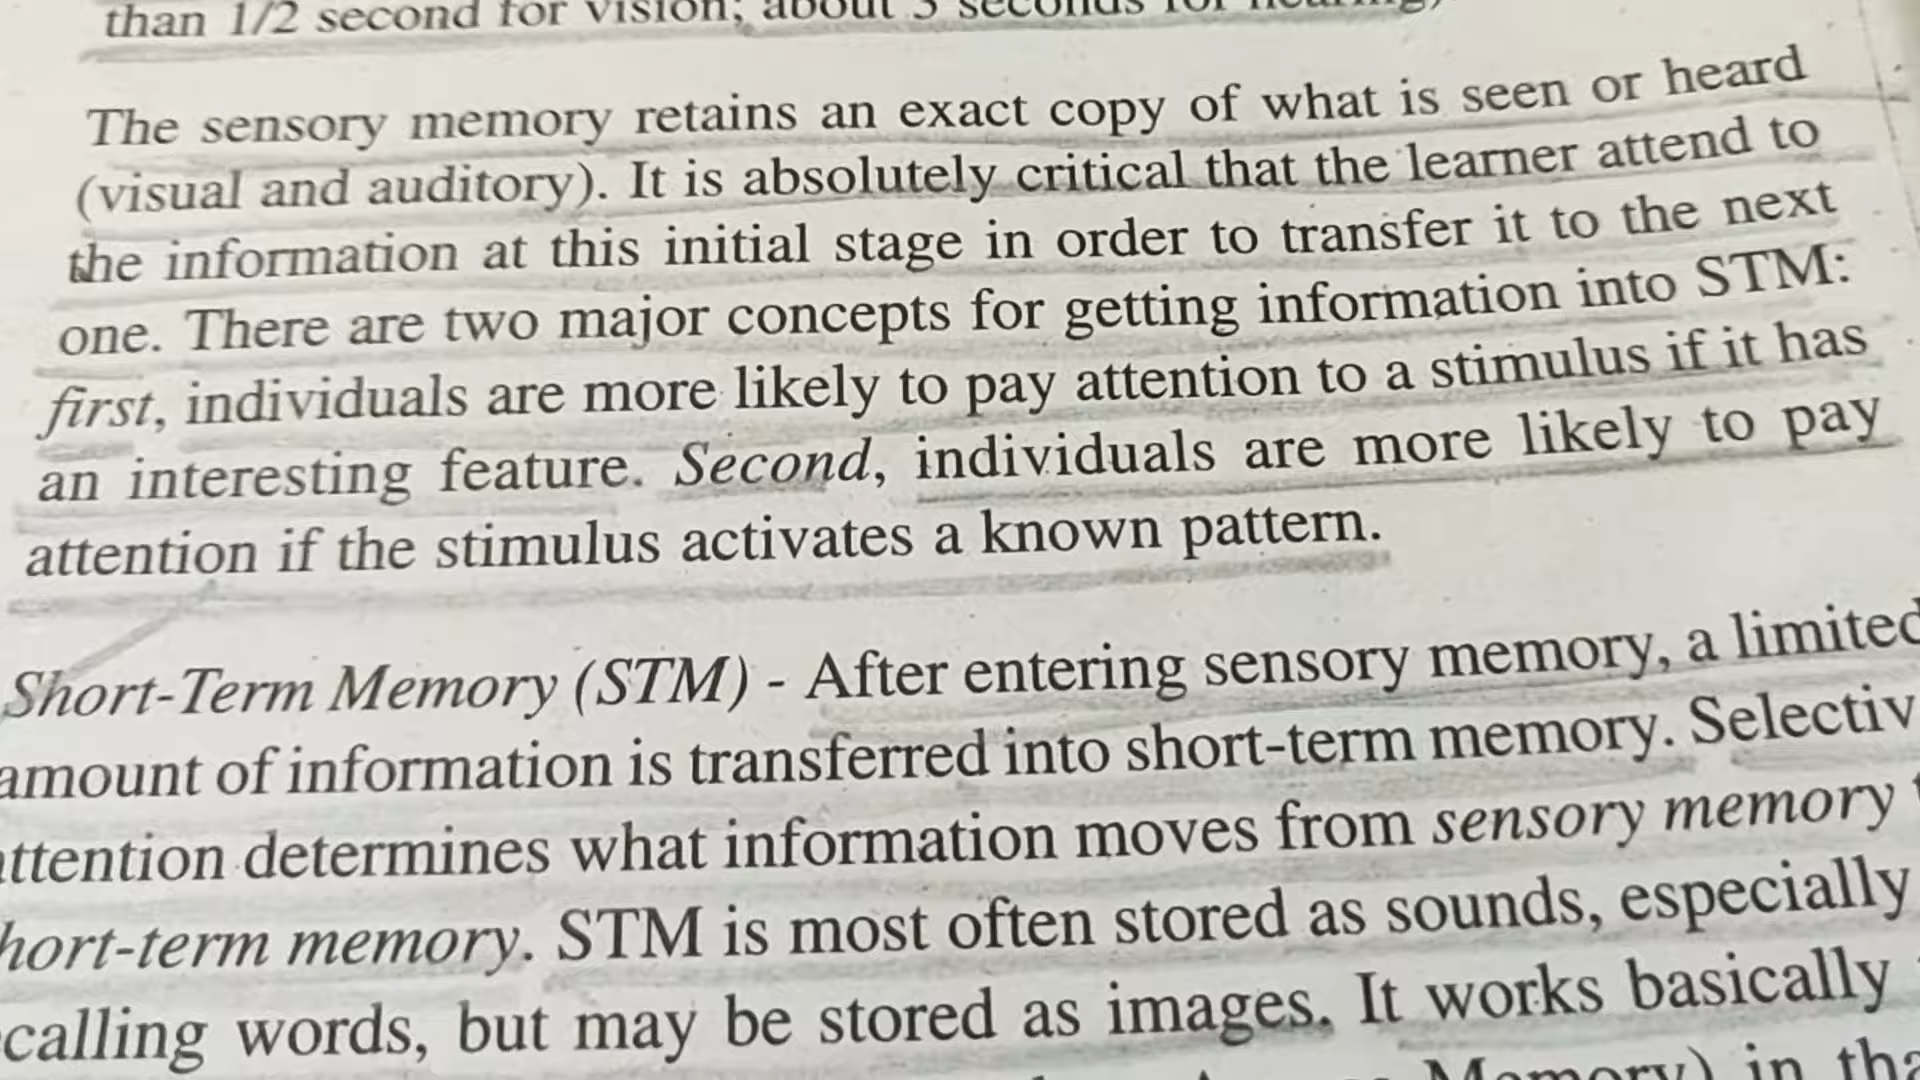 than 1/2 second for vision; about 3 seconds for hearing)
The sensory memory retains an exact copy of what is seen or heard
(visual and auditory). It is absolutely critical that the learner attend to
the information at this initial stage in order to transfer it to the next
one. There are two major concepts for getting information into STM:
first, individuals are more likely to pay attention to a stimulus if it has
an interesting feature. Second, individuals are more likely to pay
attention if the stimulus activates a known pattern.
Short-Term Memory (STM) - After entering sensory memory, a limited
amount of information is transferred into short-term memory. Selectiv
ttention determines what information moves from sensory memory
hort-term memory. STM is most often stored as sounds, especially
calling words, but may be stored as images. It works basically
Memory) in tha